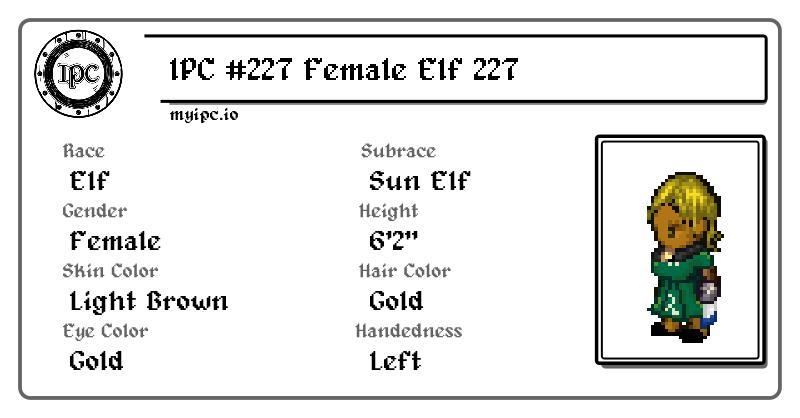 IPC
IPC #227 Female Elf 227
myipc.io
Race
Elf
Subrace
Sun Elf
Gender
Female
Height
6'2"
Skin Color
Light Brown
Hair Color
Gold
Eye Color
Gold
Handedness
Left